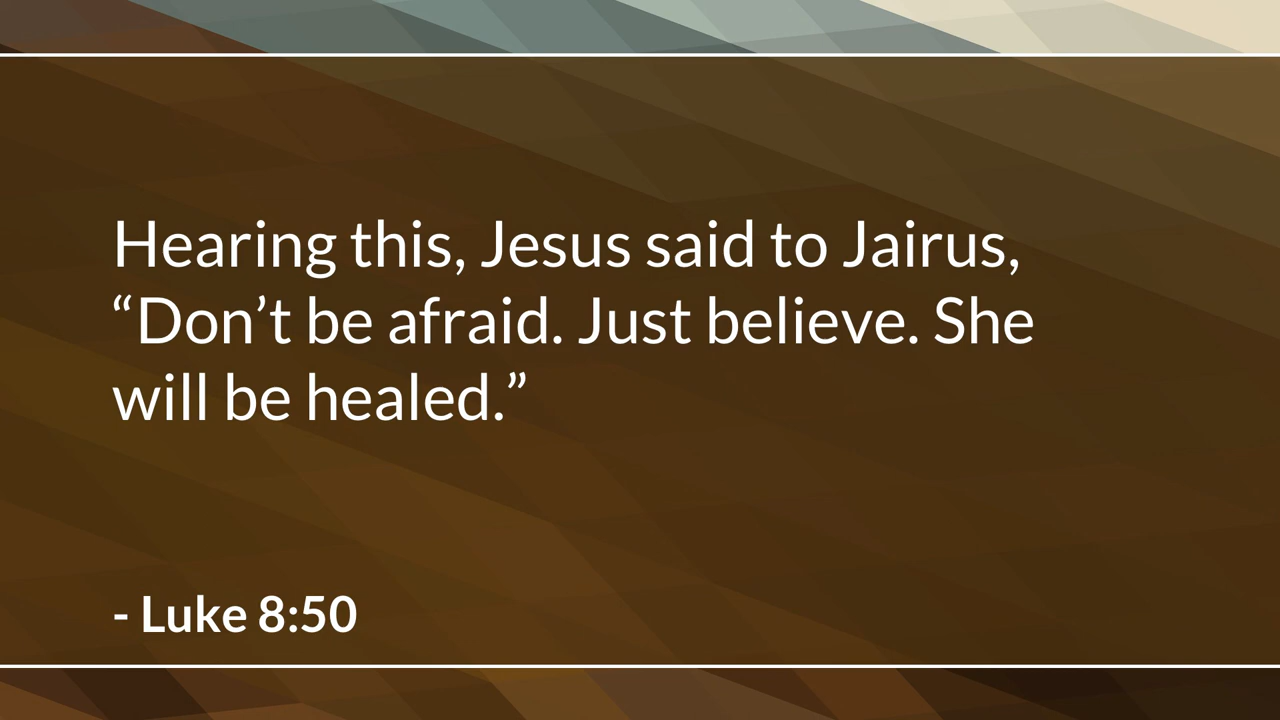 Hearing this, Jesus said to Jairus,
“Don’t be afraid. Just believe. She
will be healed.”
- Luke 8:50